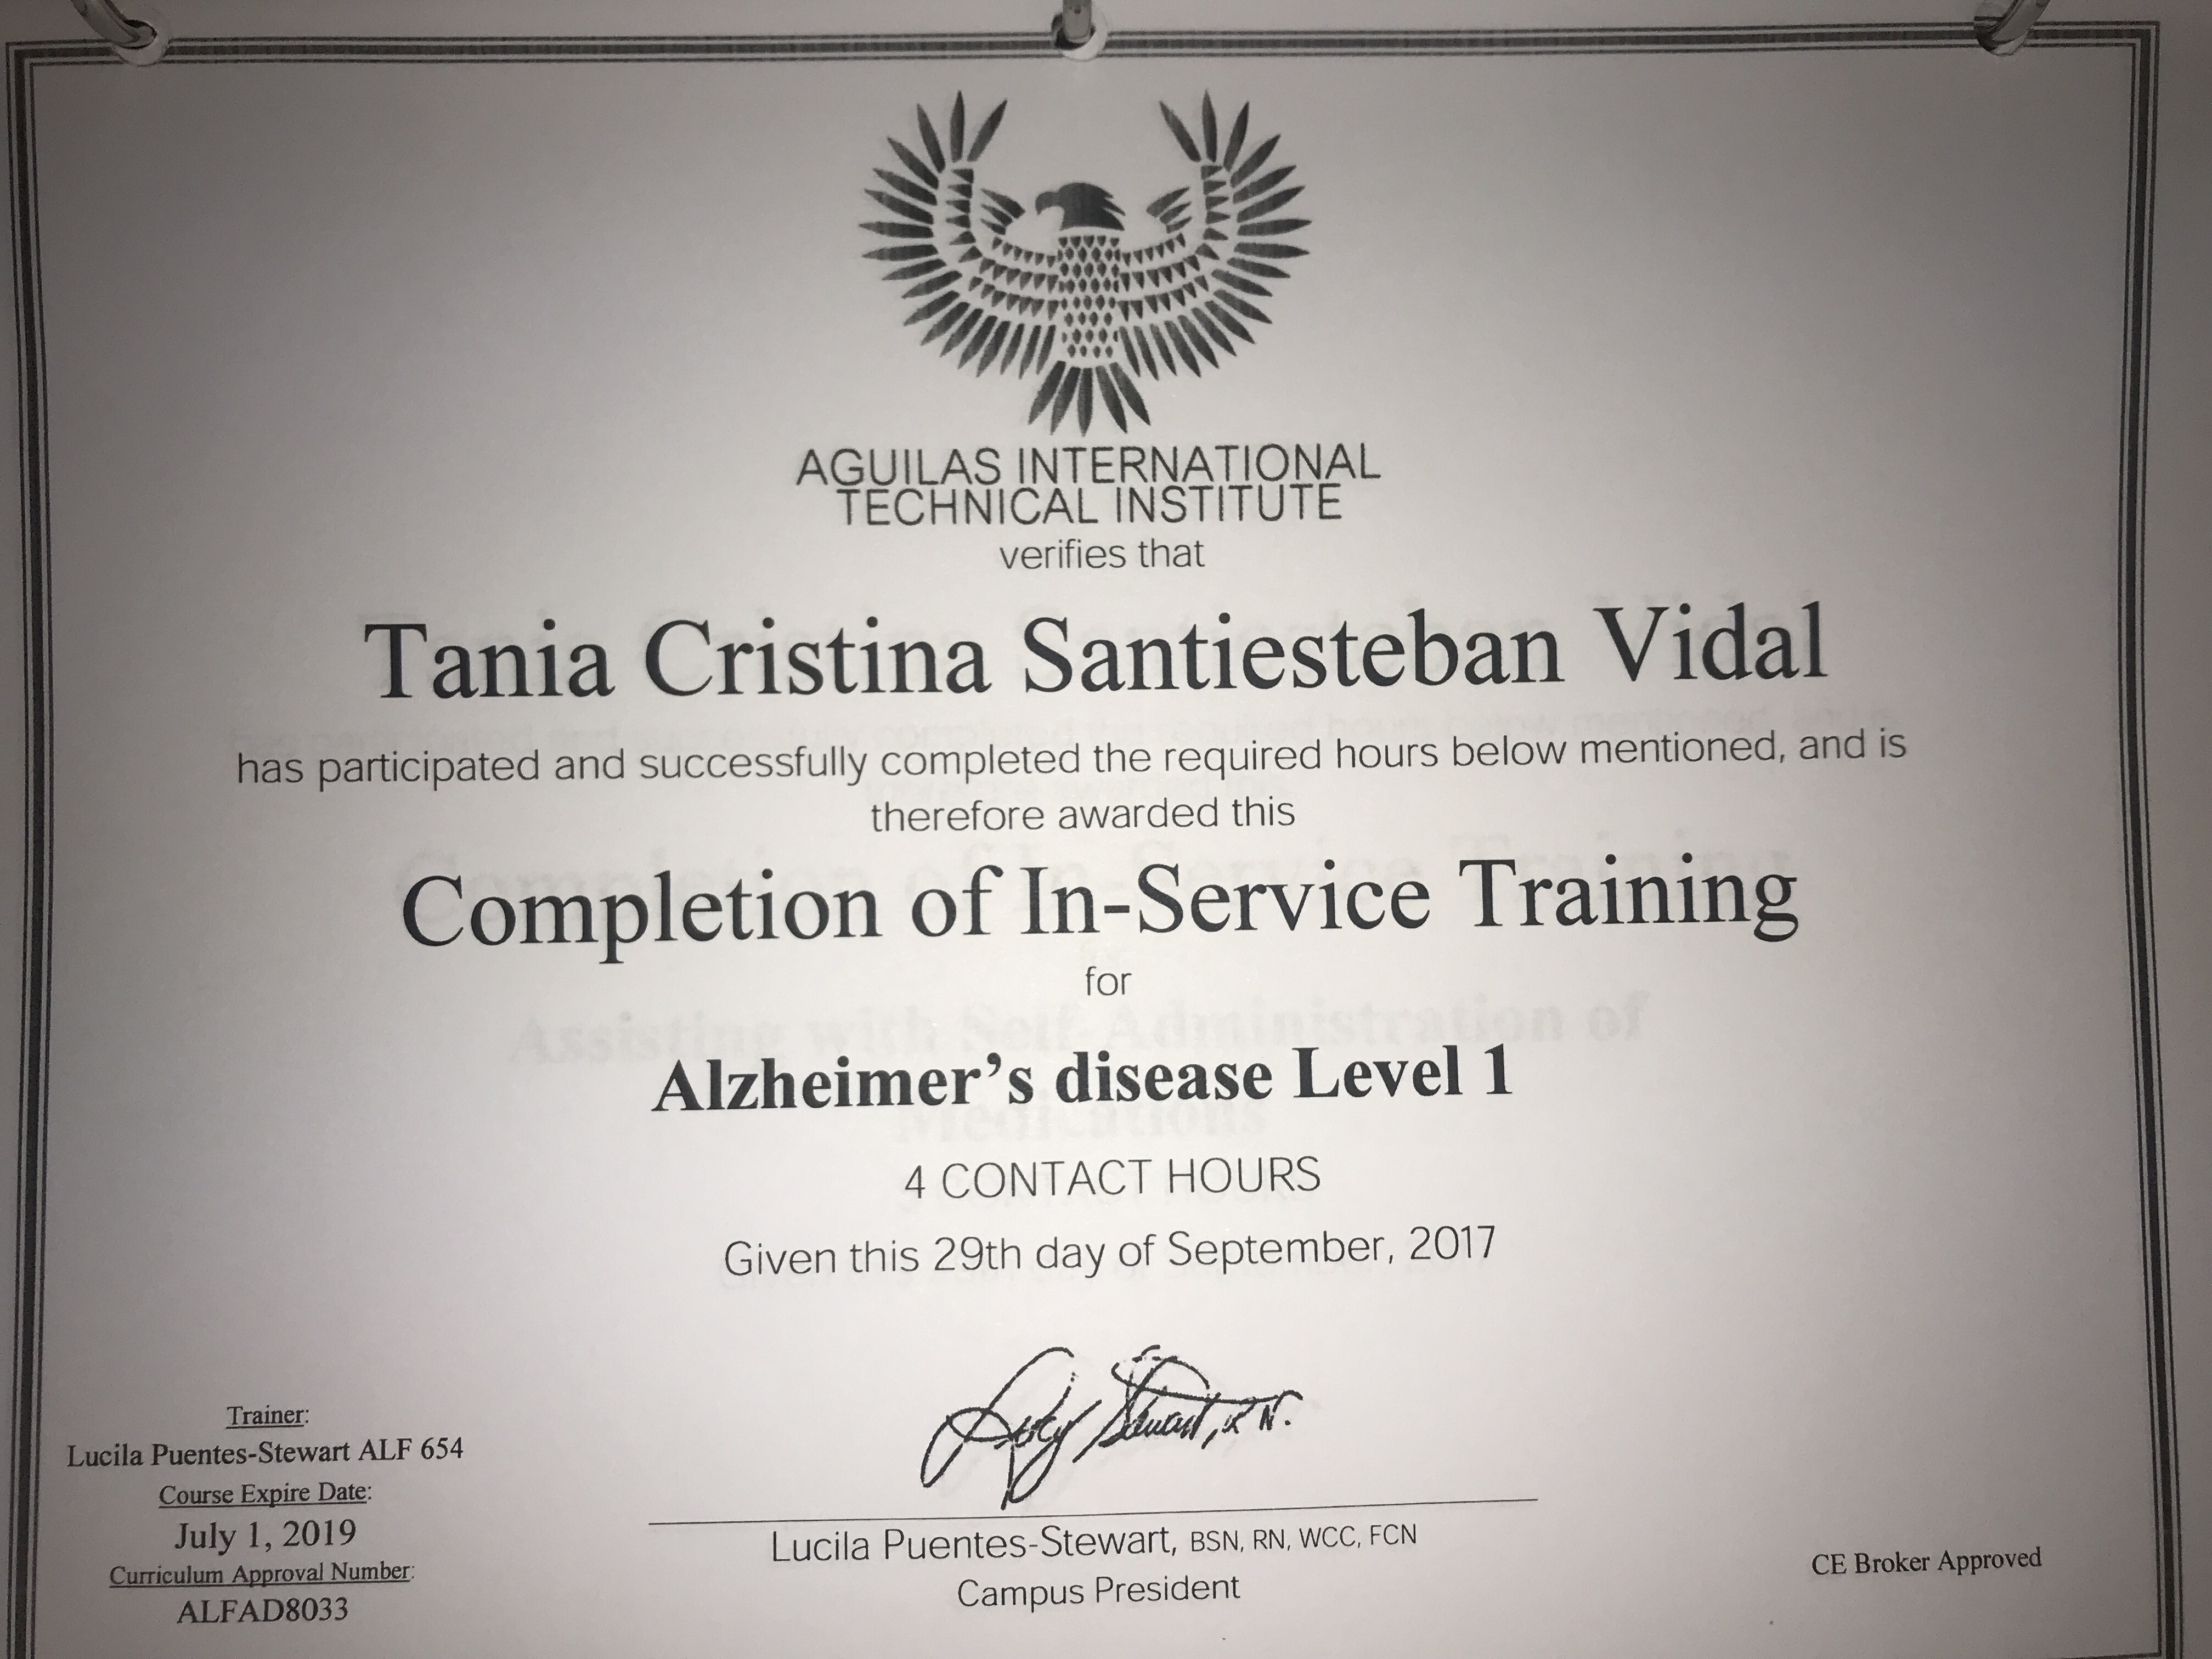 AGUILAS INTERNATIONAL
TECHNICAL INSTITUTE
verifies that
Tania Cristina Santiesteban Vidal
has participated and successfully completed the required hours below mentioned, and is
therefore awarded this
Completion of In-Service Training
for
Alzheimer's disease Level 1
4 CONTACT HOURS
Given this 29th day of September, 2017
Trainer:
Lucila Puentes-Stewart ALF 654
Course Expire Date:
July 1, 2019
Curriculum Approval Number:
ALFAD8033
Lucila Puentes-Stewart, BSN, RN, WCC, FCN
Campus President
CE Broker Approved